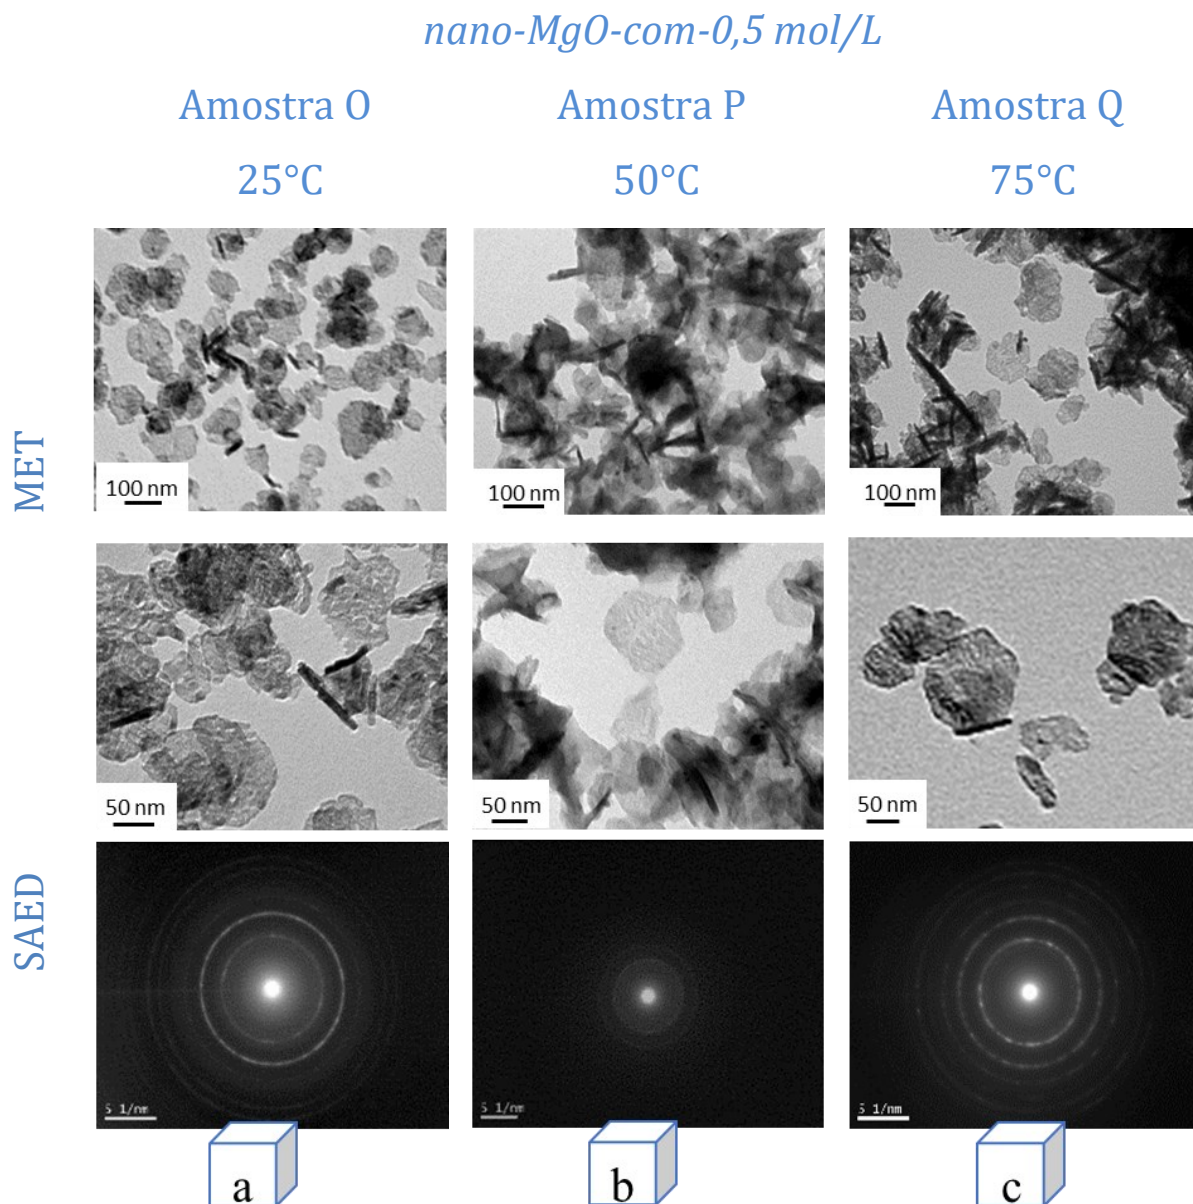 nano-MgO-com-0,5 mol/L
Amostra O
Amostra P
Amostra Q
25°C
50°C
75°C
MET
100 nm
100 nm
100 nm
50 nm
50 nm
50 nm
SAED
5 1/nm
5 1/nm
5 1/nm
a
b
c